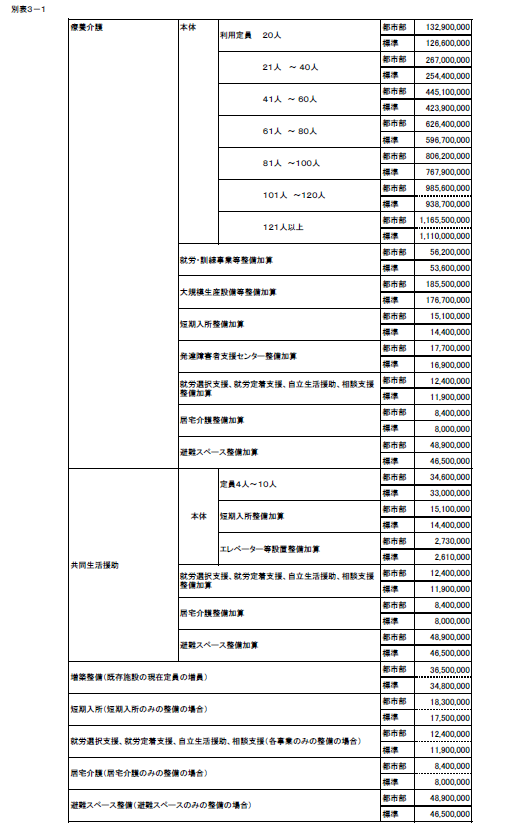 別表3-1
療養介護 本体 利用定員 20人 都市部 132,900,000
標準 126,600,000
21人 ~ 40人 都市部 267,000,000
標準 254,400,000
41人 ~ 60人 都市部 445,100,000
標準 423,900,000
61人 ~ 80人 都市部 626,400,000
標準 596,700,000
81人 ~100人 都市部 806,200,000
標準 767,900,000
101人 ~120人 都市部 985,600,000
標準 938,700,000
121人以上 都市部 1,165,500,000
標準 1,110,000,000
就労・訓練事業等整備加算 都市部 56,200,000
標準 53,600,000
大規模生産設備等整備加算 都市部 185,500,000
標準 176,700,000
短期入所整備加算 都市部 15,100,000
標準 14,400,000
発達障害者支援センター整備加算 都市部 17,700,000
標準 16,900,000
就労選択支援、就労定着支援、自立生活援助、相談支援 都市部 12,400,000
整備加算 標準 11,900,000
居宅介護整備加算 都市部 8,400,000
標準 8,000,000
避難スペース整備加算 都市部 48,900,000
標準 46,500,000
共同生活援助 本体 定員4人~10人 都市部 34,600,000
標準 33,000,000
短期入所整備加算 都市部 15,100,000
標準 14,400,000
エレベーター等設置整備加算 都市部 2,730,000
標準 2,610,000
就労選択支援、就労定着支援、自立生活援助、相談支援 都市部 12,400,000
整備加算 標準 11,900,000
居宅介護整備加算 都市部 8,400,000
標準 8,000,000
避難スペース整備加算 都市部 48,900,000
標準 46,500,000
増築整備(既存施設の現在定員の増員) 都市部 36,500,000
標準 34,800,000
短期入所(短期入所のみの整備の場合) 都市部 18,300,000
標準 17,500,000
就労選択支援、就労定着支援、自立生活援助、相談支援(各事業のみの整備の場合) 都市部 12,400,000
標準 11,900,000
居宅介護(居宅介護のみの整備の場合) 都市部 8,400,000
標準 8,000,000
避難スペース整備(避難スペースのみの整備の場合) 都市部 48,900,000
標準 46,500,000